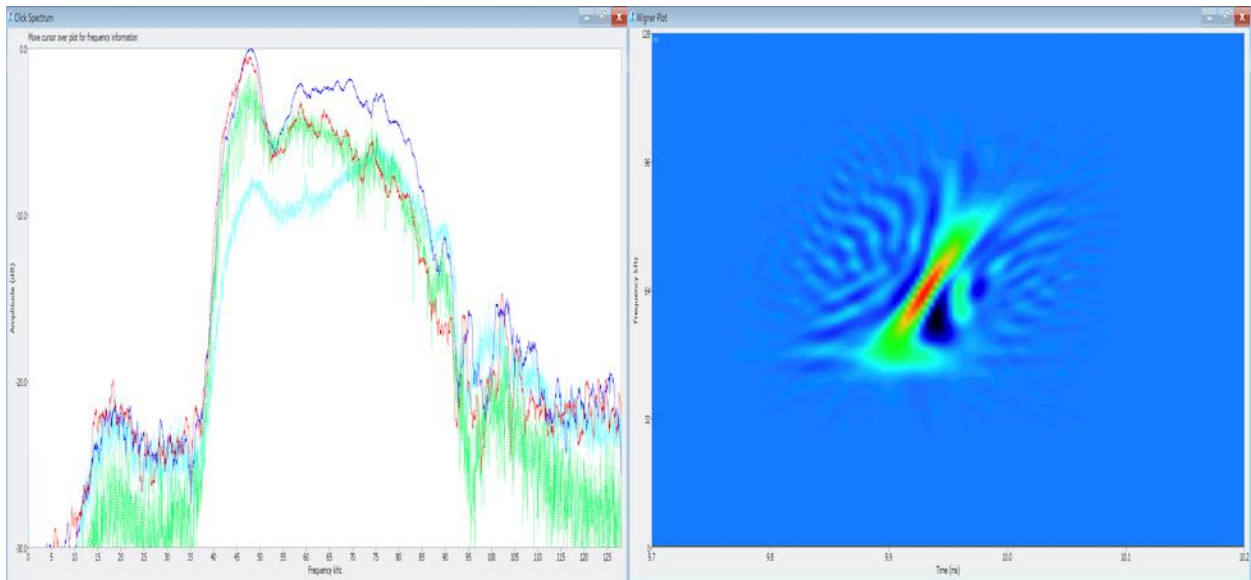 Click Spectrum
Move cursor over plot for frequency information
0.0
-10.0
-20.0
-30.0
Amplitude (dB)
0 5 10 15 20 25 30 35 40 45 50 55 60 65 70 75 80 85 90 95 100 105 110 115 120 125
Frequency kHz
Wigner Plot
128
96
32
0
Frequency kHz
9.7 9.8 9.9 10.0 10.1 10.2
Time (ms)